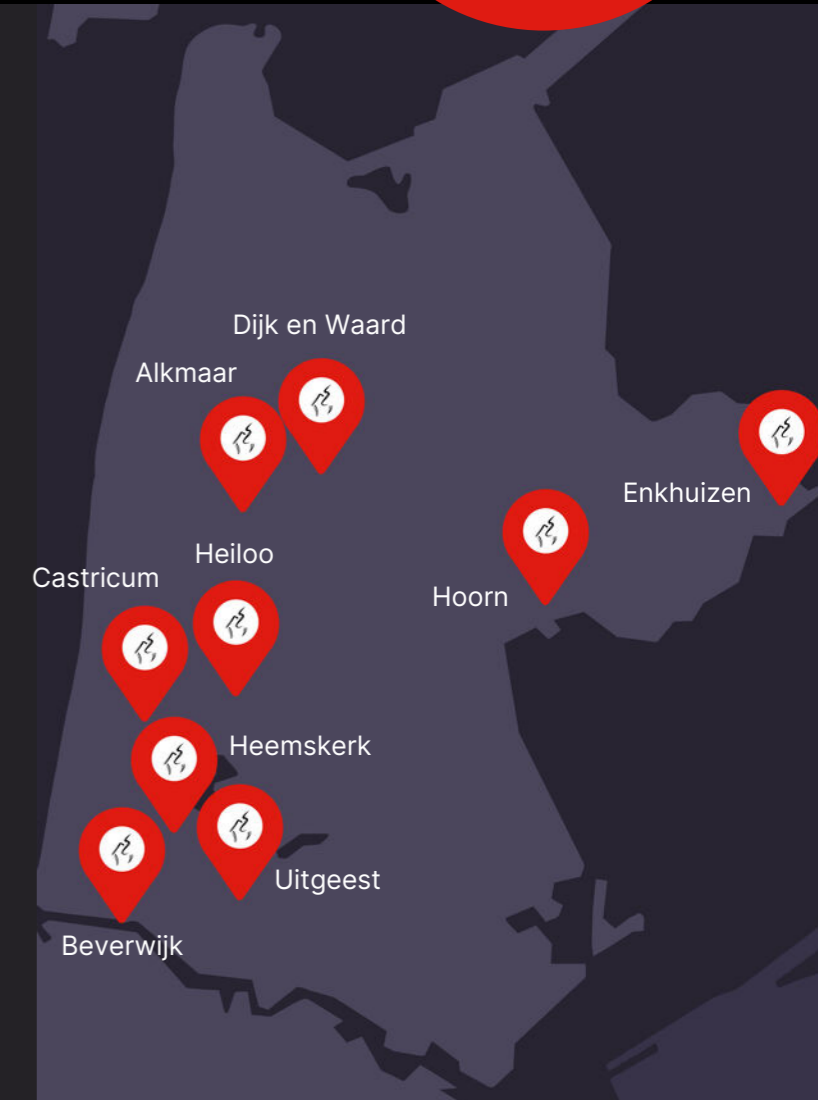 Dijk en Waard
Alkmaar
Enkhuizen
Heiloo
Castricum
Hoorn
Heemskerk
Uitgeest
Beverwijk